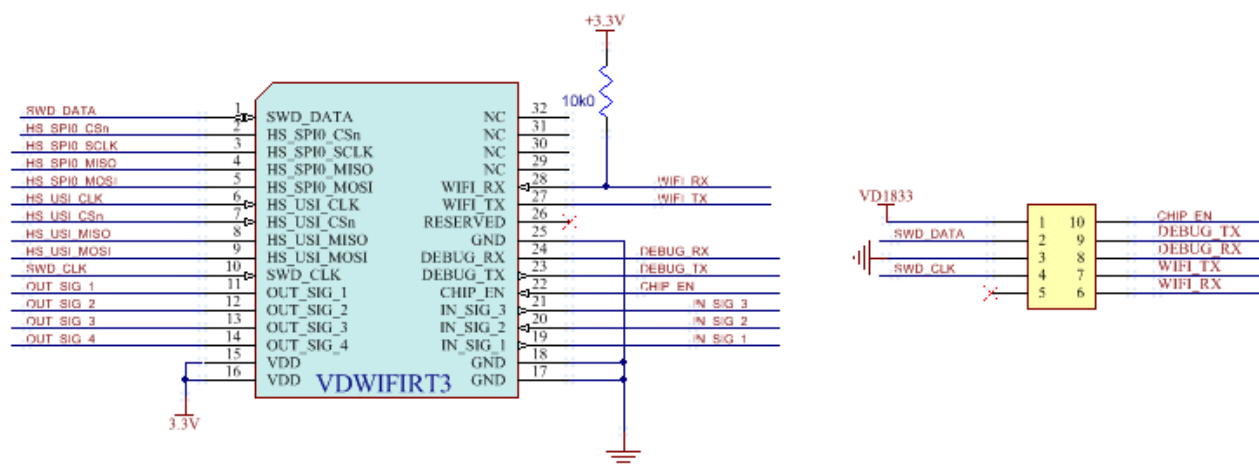 +3.3V
10k0
SWD_DATA 1 SWD_DATA NC 32
HS_SPI0_CSn 2 HS_SPI0_CSn NC 31
HS_SPI0_SCLK 3 HS_SPI0_SCLK NC 30
HS_SPI0_MISO 4 HS_SPI0_MISO NC 29
HS_SPI0_MOSI 5 HS_SPI0_MOSI WIFI_RX 28 WIFI_RX
HS_USI_CLK 6 HS_USI_CLK WIFI_TX 27 WIFI_TX
HS_USI_CSn 7 HS_USI_CSn RESERVED 26
HS_USI_MISO 8 HS_USI_MISO GND 25
HS_USI_MOSI 9 HS_USI_MOSI DEBUG_RX 24 DEBUG_RX
SWD_CLK 10 SWD_CLK DEBUG_TX 23 DEBUG_TX
OUT_SIG_1 11 OUT_SIG_1 CHIP_EN 22 CHIP_EN
OUT_SIG_2 12 OUT_SIG_2 IN_SIG_3 21 IN_SIG_3
OUT_SIG_3 13 OUT_SIG_3 IN_SIG_2 20 IN_SIG_2
OUT_SIG_4 14 OUT_SIG_4 IN_SIG_1 19 IN_SIG_1
15 VDD GND 18
16 VDD GND 17
VDWIFIRT3
3.3V
VD1833
1 10 CHIP_EN
SWD_DATA 2 9 DEBUG_TX
3 8 DEBUG_RX
SWD_CLK 4 7 WIFI_TX
5 6 WIFI_RX